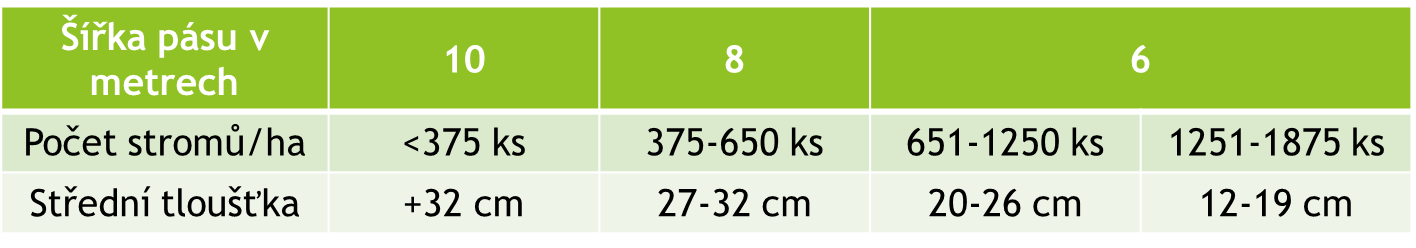 Šířka pásu v
metrech
10
8
6
Počet stromů/ha
<375 ks
375-650 ks
651-1250 ks
1251-1875 ks
Střední tloušťka
+32 cm
27-32 cm
20-26 cm
12-19 cm